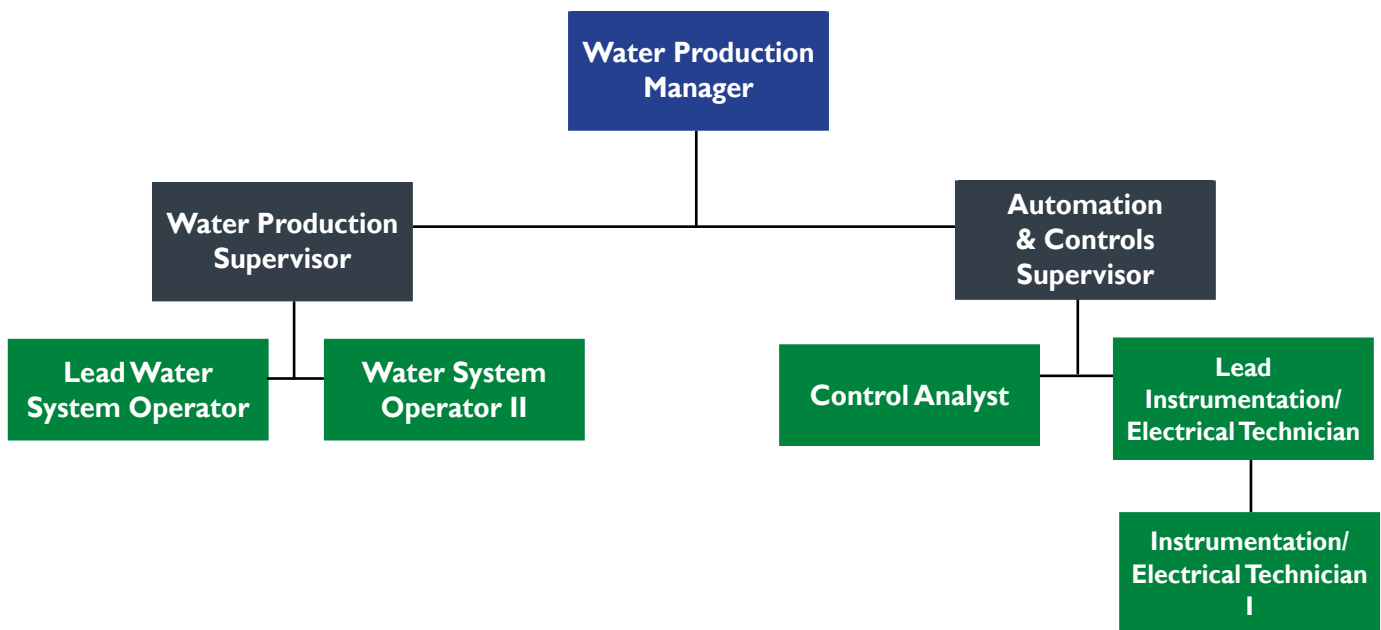 Water Production
Manager
Water Production
Supervisor
Automation
& Controls
Supervisor
Lead Water
System Operator
Water System
Operator II
Control Analyst
Lead
Instrumentation/
Electrical Technician
Instrumentation/
Electrical Technician
I